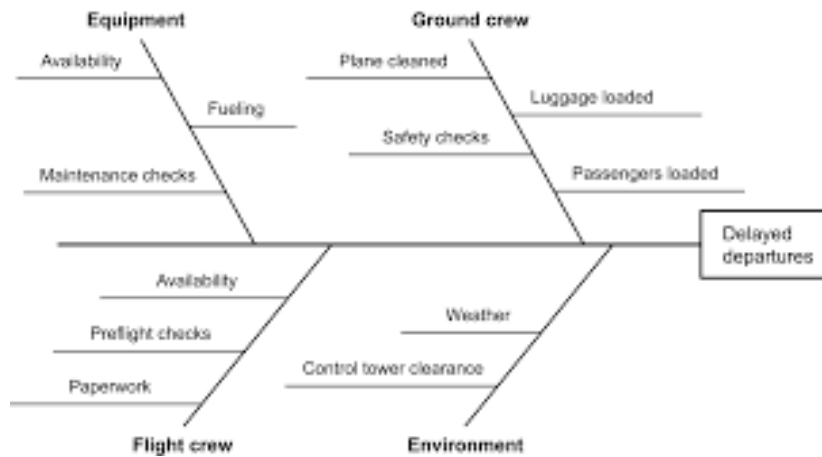 Equipment
Ground crew
Availability
Plane cleaned
Fueling
Luggage loaded
Safety checks
Maintenance checks
Passengers loaded
Delayed
departures
Availability
Weather
Preflight checks
Control tower clearance
Paperwork
Flight crew
Environment